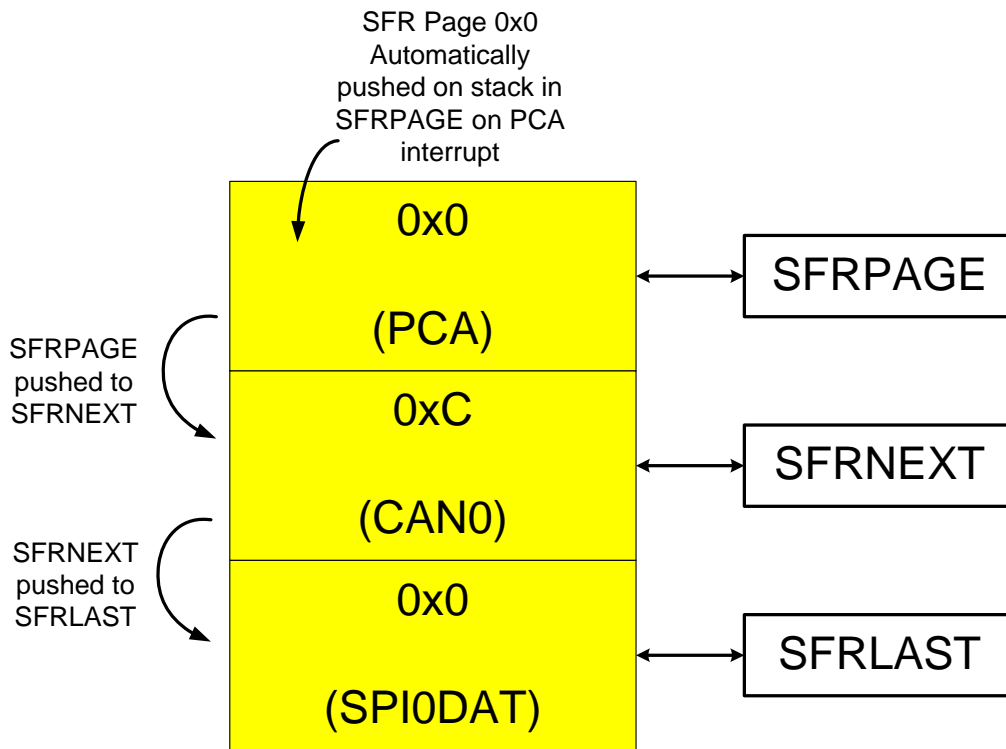 SFR Page 0x0
Automatically
pushed on stack in
SFRPAGE on PCA
interrupt
0x0
(PCA)
SFRPAGE
SFRPAGE
pushed to
SFRNEXT
0xC
(CAN0)
SFRNEXT
SFRNEXT
pushed to
SFRLAST
0x0
(SPI0DAT)
SFRLAST